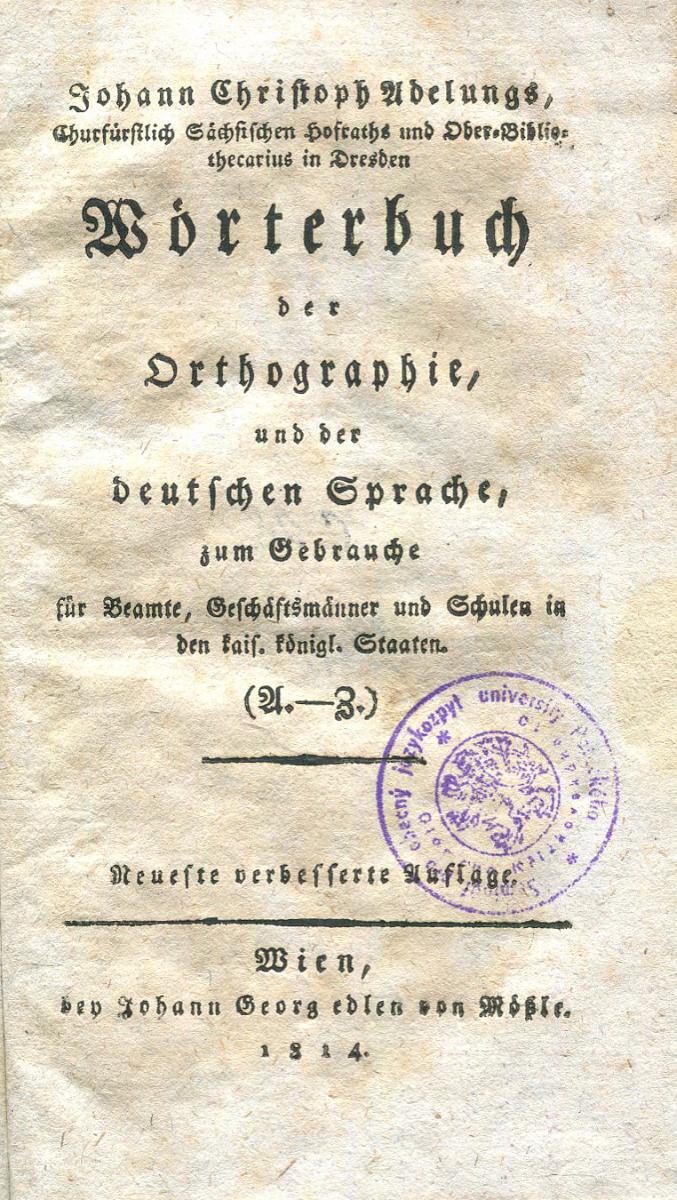 Johann Christoph Adelungs,
Churfürstlich Sächsischen Hofraths und Ober-Biblio-
thecarius in Dresden
Wörterbuch
der
Orthographie,
und der
deutschen Sprache,
zum Gebrauche
für Beamte, Geschäftsmänner und Schulen in
den kais. königl. Staaten.
(A.—Z.)
Neueste verbesserte Auflage.
Wien,
bey Johann Georg edlen von Mößle.
1814.
jazykozpyt university